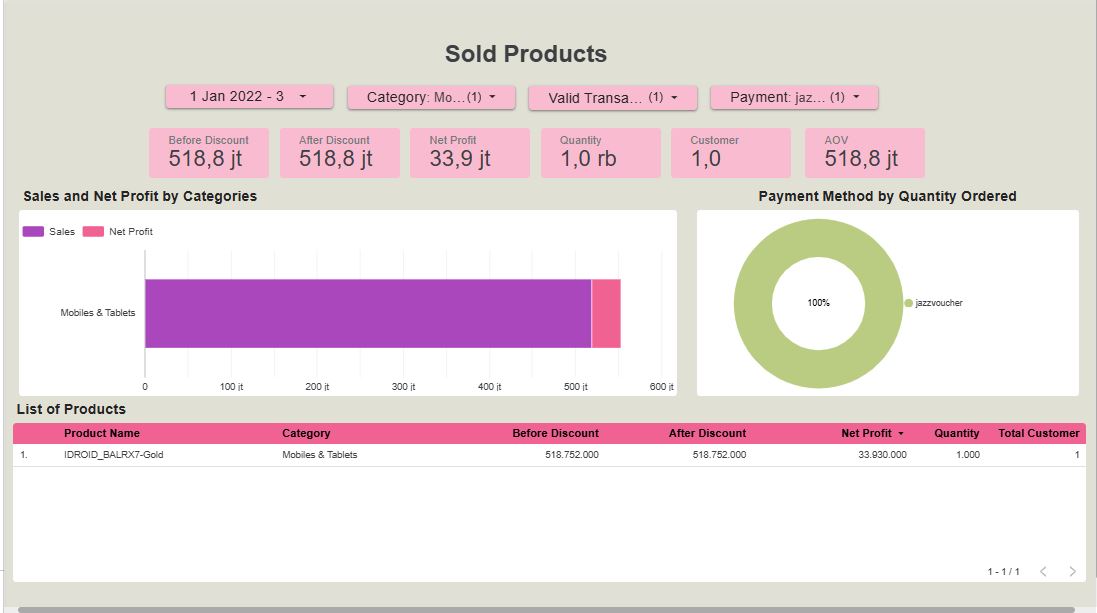 Sold Products
1 Jan 2022 - 3
Category: Mo... (1)
Valid Transa... (1)
Payment: jaz... (1)
Before Discount
518,8 jt
After Discount
518,8 jt
Net Profit
33,9 jt
Quantity
1,0 rb
Customer
1,0
AOV
518,8 jt
Sales and Net Profit by Categories
Sales Net Profit
Mobiles & Tablets
0 100 jt 200 jt 300 jt 400 jt 500 jt 600 jt
Payment Method by Quantity Ordered
100%
jazzvoucher
List of Products
Product Name Category Before Discount After Discount Net Profit Quantity Total Customer
1. IDROID_BALRX7-Gold Mobiles & Tablets 518.752.000 518.752.000 33.930.000 1.000 1
1 - 1 / 1